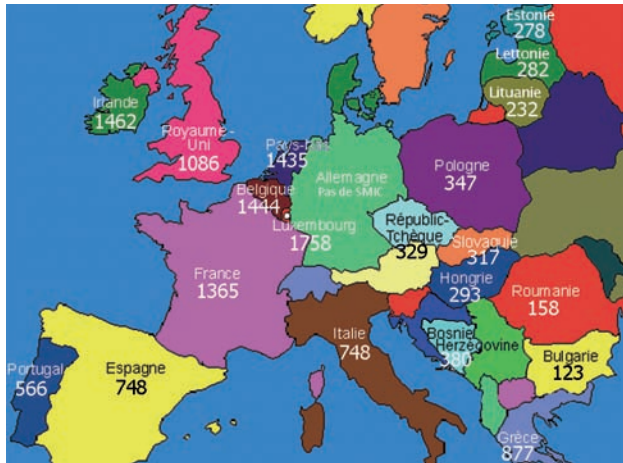 Estonie
278
Lettonie
282
Lituanie
232
Irlande
1462
Royaume-
Uni
1086
Pays-Bas
1435
Belgique
1444
Allemagne
Pas de SMIC
Pologne
347
Luxembourg
1758
Républic-
Tchèque
329
Slovaquie
317
France
1365
Hongrie
293
Roumanie
158
Italie
748
Bosnie
Herzégovine
380
Bulgarie
123
Portugal
566
Espagne
748
Grèce
877